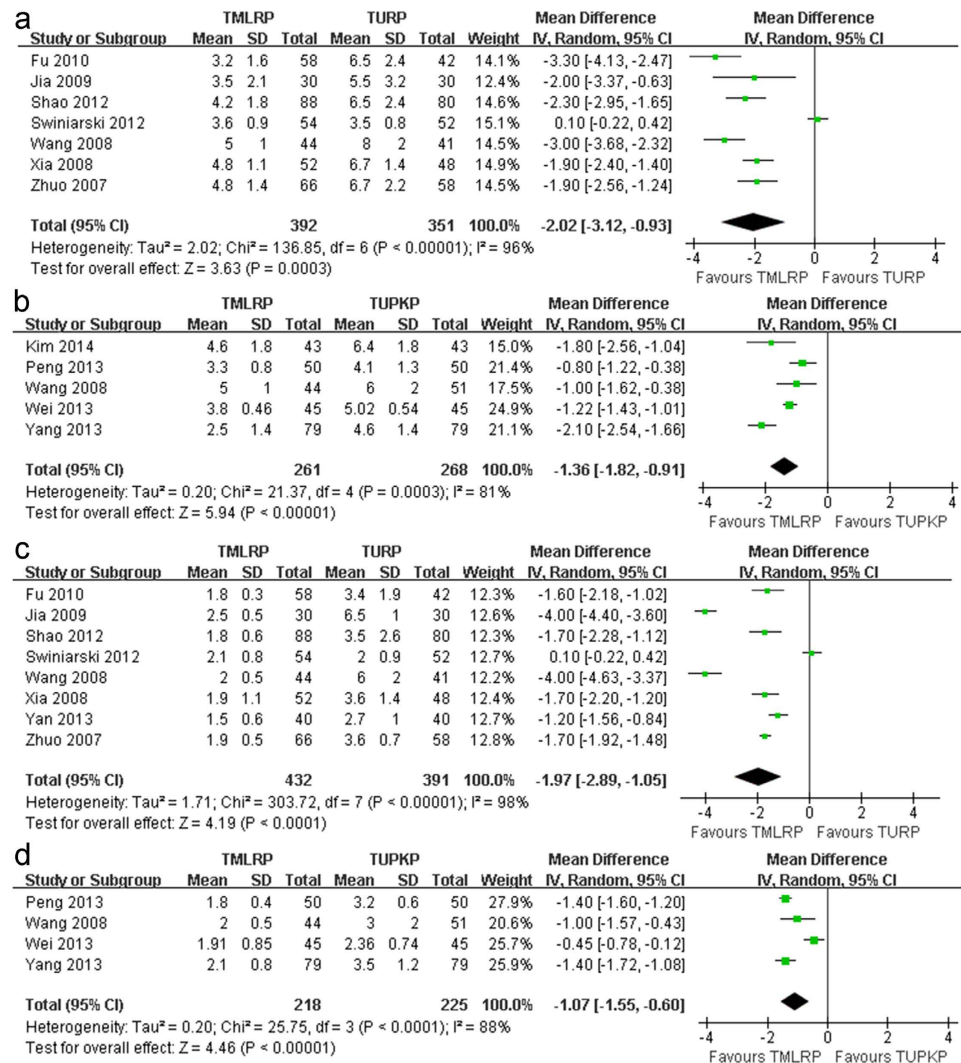 a
TMLRP TURP Mean Difference Mean Difference
Study or Subgroup Mean SD Total Mean SD Total Weight IV, Random, 95% CI IV, Random, 95% CI
Fu 2010 3.2 1.6 58 6.5 2.4 42 14.1% -3.30 [-4.13, -2.47]
Jia 2009 3.5 2.1 30 5.5 3.2 30 12.4% -2.00 [-3.37, -0.63]
Shao 2012 4.2 1.8 88 6.5 2.4 80 14.6% -2.30 [-2.95, -1.65]
Swiniarski 2012 3.6 0.9 54 3.5 0.8 52 15.1% 0.10 [-0.22, 0.42]
Wang 2008 5 1 44 8 2 41 14.4% -3.00 [-3.68, -2.32]
Xia 2008 4.8 1.1 52 6.7 1.4 48 14.9% -1.90 [-2.40, -1.40]
Zhuo 2007 4.8 1.4 66 6.7 2.2 58 14.5% -1.90 [-2.56, -1.24]
Total (95% CI) 392 351 100.0% -2.02 [-3.12, -0.93]
Heterogeneity: Tau² = 2.02; Chi² = 136.85, df = 6 (P < 0.00001); I² = 96%
Test for overall effect: Z = 3.63 (P = 0.0003)
-4 -2 0 2 4
Favours TMLRP Favours TURP
b
TMLRP TUPKP Mean Difference Mean Difference
Study or Subgroup Mean SD Total Mean SD Total Weight IV, Random, 95% CI IV, Random, 95% CI
Kim 2014 4.6 1.8 43 6.4 1.8 43 15.0% -1.80 [-2.56, -1.04]
Peng 2013 3.3 0.8 50 4.1 1.3 50 21.4% -0.80 [-1.22, -0.38]
Wang 2008 5 1 44 6 2 51 17.5% -1.00 [-1.62, -0.38]
Wei 2013 3.8 0.46 45 5.02 0.54 45 24.9% -1.22 [-1.43, -1.01]
Yang 2013 2.5 1.4 79 4.6 1.4 79 21.1% -2.10 [-2.54, -1.66]
Total (95% CI) 261 268 100.0% -1.36 [-1.82, -0.91]
Heterogeneity: Tau² = 0.20; Chi² = 21.37, df = 4 (P = 0.0003); I² = 81%
Test for overall effect: Z = 5.94 (P < 0.00001)
-4 -2 0 2 4
Favours TMLRP Favours TUPKP
c
TMLRP TURP Mean Difference Mean Difference
Study or Subgroup Mean SD Total Mean SD Total Weight IV, Random, 95% CI IV, Random, 95% CI
Fu 2010 1.8 0.3 58 3.4 1.9 42 12.3% -1.60 [-2.18, -1.02]
Jia 2009 2.5 0.5 30 6.5 1 30 12.6% -4.00 [-4.40, -3.60]
Shao 2012 1.8 0.6 88 3.5 2.6 80 12.3% -1.70 [-2.28, -1.12]
Swiniarski 2012 2.1 0.8 54 2 0.9 52 12.7% 0.10 [-0.22, 0.42]
Wang 2008 2 0.5 44 6 2 41 12.2% -4.00 [-4.63, -3.37]
Xia 2008 1.9 1.1 52 3.6 1.4 48 12.4% -1.70 [-2.20, -1.20]
Yan 2013 1.5 0.6 40 2.7 1 40 12.7% -1.20 [-1.56, -0.84]
Zhuo 2007 1.9 0.5 66 3.6 0.7 58 12.8% -1.70 [-1.92, -1.48]
Total (95% CI) 432 391 100.0% -1.97 [-2.89, -1.05]
Heterogeneity: Tau² = 1.71; Chi² = 303.72, df = 7 (P < 0.00001); I² = 98%
Test for overall effect: Z = 4.19 (P < 0.0001)
-4 -2 0 2 4
Favours TMLRP Favours TURP
d
TMLRP TUPKP Mean Difference Mean Difference
Study or Subgroup Mean SD Total Mean SD Total Weight IV, Random, 95% CI IV, Random, 95% CI
Peng 2013 1.8 0.4 50 3.2 0.6 50 27.9% -1.40 [-1.60, -1.20]
Wang 2008 2 0.5 44 3 2 51 20.6% -1.00 [-1.57, -0.43]
Wei 2013 1.91 0.85 45 2.36 0.74 45 25.7% -0.45 [-0.78, -0.12]
Yang 2013 2.1 0.8 79 3.5 1.2 79 25.9% -1.40 [-1.72, -1.08]
Total (95% CI) 218 225 100.0% -1.07 [-1.55, -0.60]
Heterogeneity: Tau² = 0.20; Chi² = 25.75, df = 3 (P < 0.0001); I² = 88%
Test for overall effect: Z = 4.46 (P < 0.00001)
-4 -2 0 2 4
Favours TMLRP Favours TUPKP